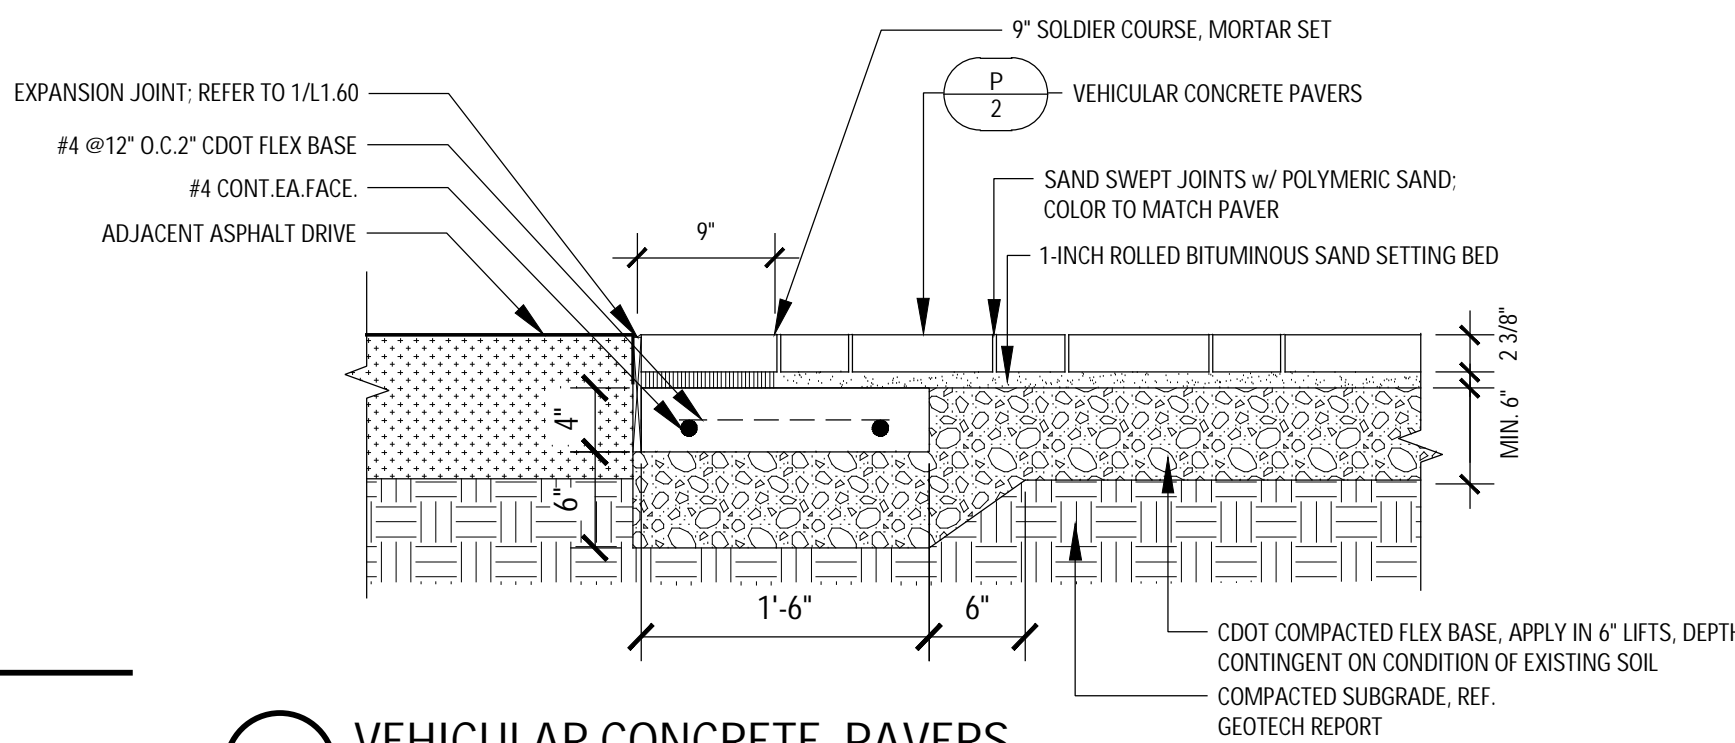 9" SOLDIER COURSE, MORTAR SET
P
2
VEHICULAR CONCRETE PAVERS
EXPANSION JOINT; REFER TO 1/L1.60
#4 @12" O.C.2" CDOT FLEX BASE
#4 CONT.EA.FACE.
ADJACENT ASPHALT DRIVE
SAND SWEPT JOINTS w/ POLYMERIC SAND;
COLOR TO MATCH PAVER
1-INCH ROLLED BITUMINOUS SAND SETTING BED
9"
2 3/8"
MIN. 6"
4"
6"
1'-6"
6"
CDOT COMPACTED FLEX BASE, APPLY IN 6" LIFTS, DEPTH
CONTINGENT ON CONDITION OF EXISTING SOIL
COMPACTED SUBGRADE, REF.
GEOTECH REPORT
VEHICULAR CONCRETE PAVERS